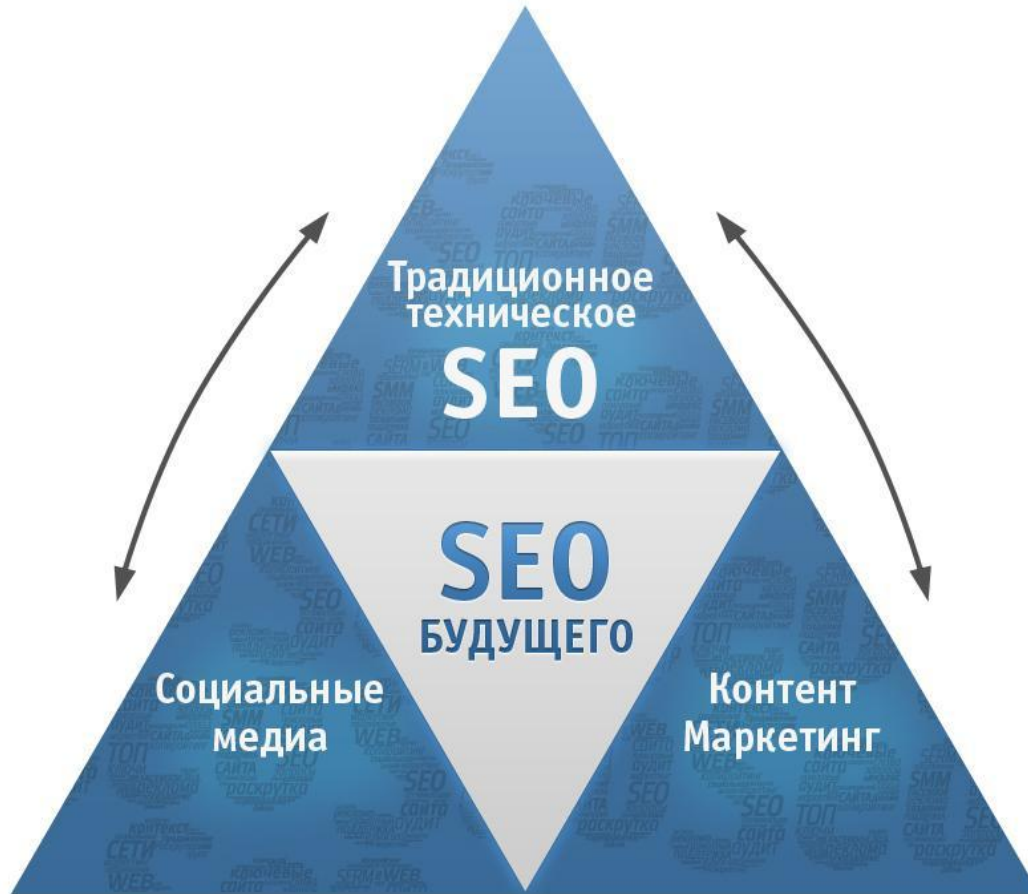 Традиционное
техническое
SEO
SEO
БУДУЩЕГО
Социальные
медиа
Контент
Маркетинг